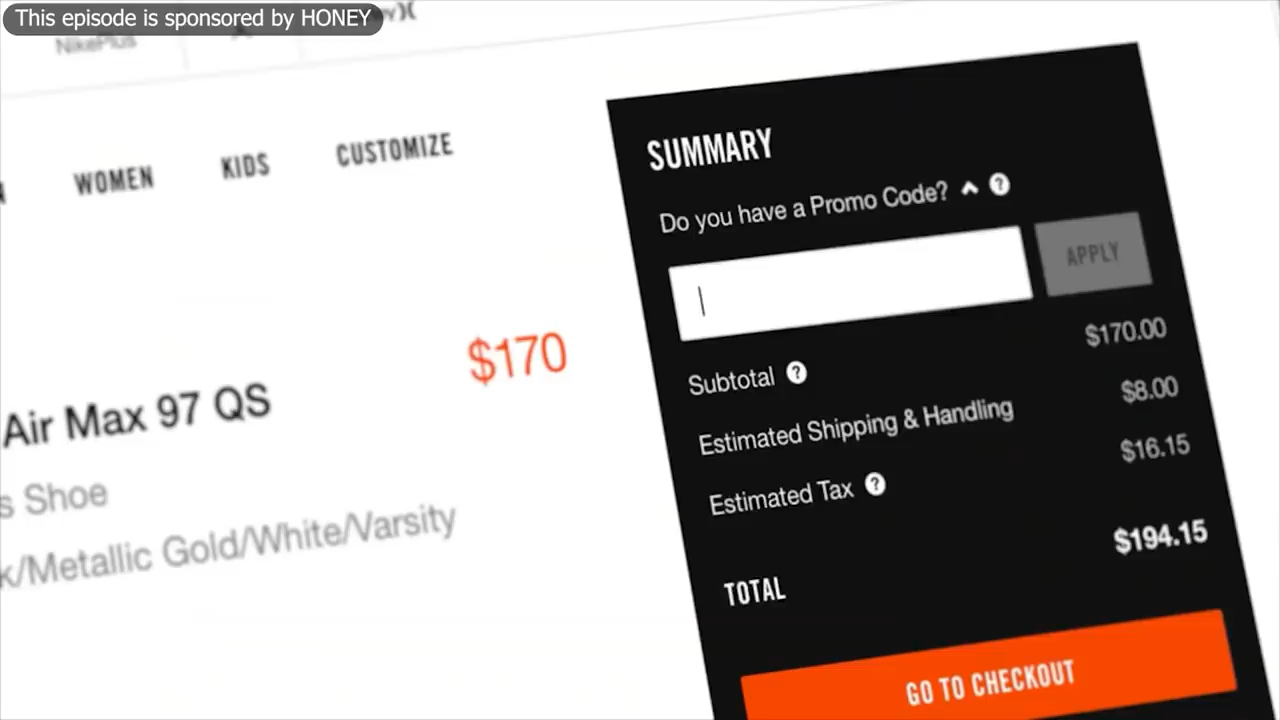 This episode is sponsored by HONEY
NikePlus
WOMEN KIDS CUSTOMIZE
SUMMARY
Do you have a Promo Code?
APPLY
$170
Subtotal $170.00
Air Max 97 QS
Estimated Shipping & Handling $8.00
s Shoe
Estimated Tax $16.15
/Metallic Gold/White/Varsity
TOTAL $194.15
GO TO CHECKOUT